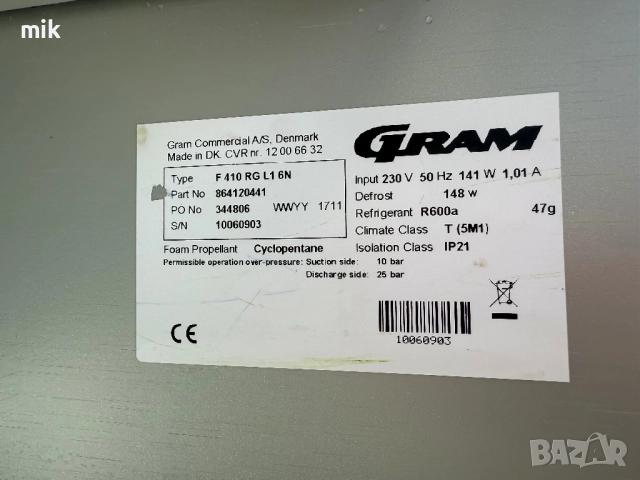 mik
Gram Commercial A/S, Denmark
Made in DK. CVR nr. 12 00 66 32
GRAM
Type F 410 RG L1 6N
Part No 864120441
PO No 344806 WWYY 1711
S/N 10060903
Input 230 V 50 Hz 141 W 1,01 A
Defrost 148 W
Refrigerant R600a 47g
Climate Class T (5M1)
Isolation Class IP21
Foam Propellant Cyclopentane
Permissible operation over-pressure: Suction side: 10 bar
Discharge side: 25 bar
CE
10060903
BAZAR